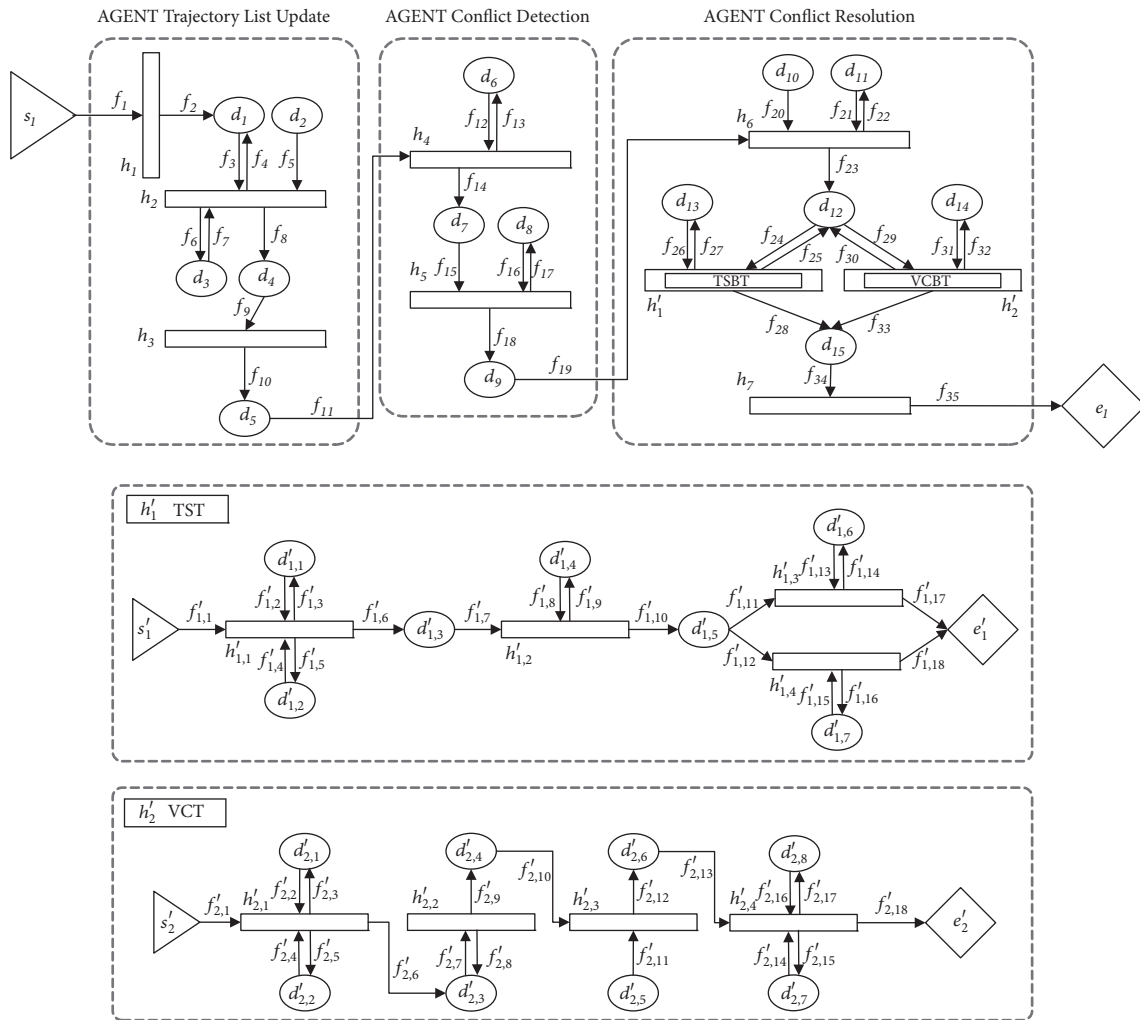 AGENT Trajectory List Update
AGENT Conflict Detection
AGENT Conflict Resolution
s₁
f₁
h₁
f₂
d₁
d₂
f₃
f₄
f₅
h₂
f₆
f₇
f₈
d₃
d₄
f₉
h₃
f₁₀
d₅
f₁₁
d₆
f₁₂
f₁₃
h₄
f₁₄
d₇
d₈
h₅
f₁₅
f₁₆
f₁₇
f₁₈
d₉
f₁₉
d₁₀
d₁₁
f₂₀
f₂₁
f₂₂
h₆
f₂₃
d₁₃
d₁₂
d₁₄
f₂₆
f₂₇
f₂₄
f₂₅
f₂₉
f₃₀
f₃₁
f₃₂
TSBT
VCBT
h′₁
h′₂
f₂₈
f₃₃
d₁₅
f₃₄
h₇
f₃₅
e₁
h′₁ TST
s′₁
f′₁,₁
d′₁,₁
f′₁,₂
f′₁,₃
h′₁,₁
f′₁,₄
f′₁,₅
d′₁,₂
f′₁,₆
d′₁,₃
f′₁,₇
d′₁,₄
f′₁,₈
f′₁,₉
h′₁,₂
f′₁,₁₀
d′₁,₅
f′₁,₁₁
f′₁,₁₂
d′₁,₆
h′₁,₃
f′₁,₁₃
f′₁,₁₄
f′₁,₁₇
f′₁,₁₈
h′₁,₄
f′₁,₁₅
f′₁,₁₆
d′₁,₇
e′₁
h′₂ VCT
s′₂
f′₂,₁
d′₂,₁
h′₂,₁
f′₂,₂
f′₂,₃
f′₂,₄
f′₂,₅
d′₂,₂
f′₂,₆
d′₂,₄
h′₂,₂
f′₂,₉
f′₂,₇
f′₂,₈
d′₂,₃
f′₂,₁₀
d′₂,₆
h′₂,₃
f′₂,₁₂
f′₂,₁₁
d′₂,₅
f′₂,₁₃
d′₂,₈
h′₂,₄
f′₂,₁₆
f′₂,₁₇
f′₂,₁₄
f′₂,₁₅
d′₂,₇
f′₂,₁₈
e′₂